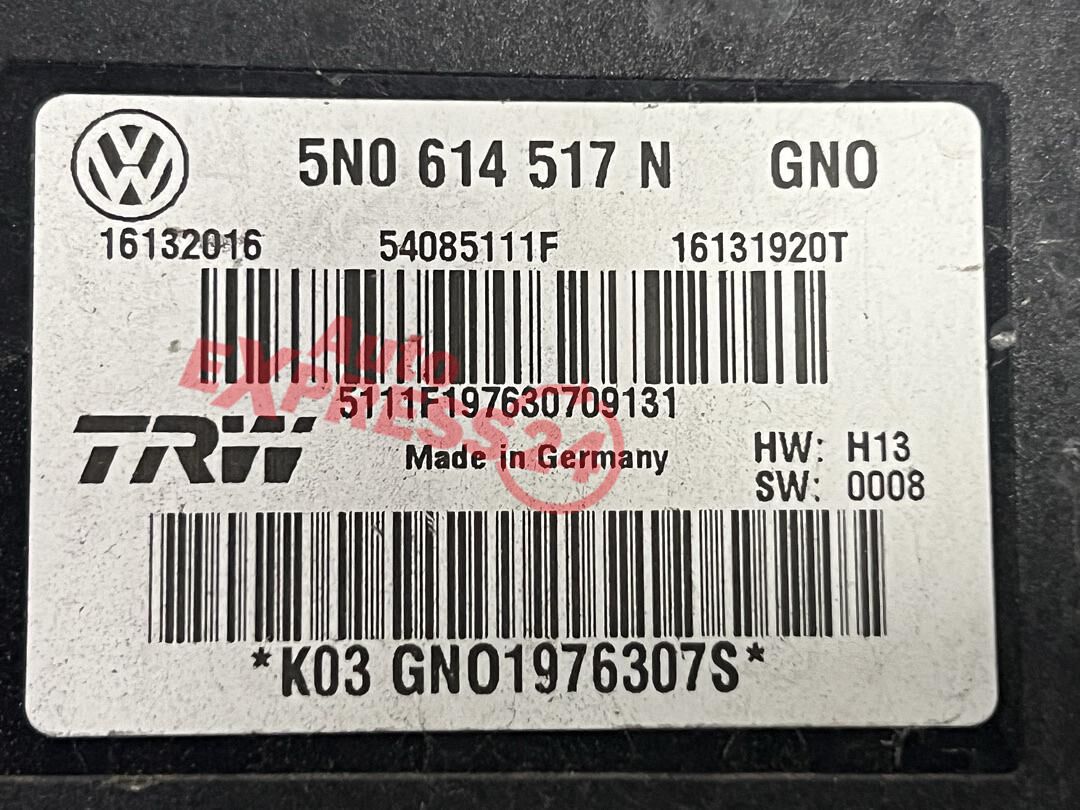 5N0 614 517 N GNO
16132016 54085111F 16131920T
Auto
EXPRESS24
5111F197630709131
TRW
Made in Germany
HW: H13
SW: 0008
*K03 GNO1976307S*